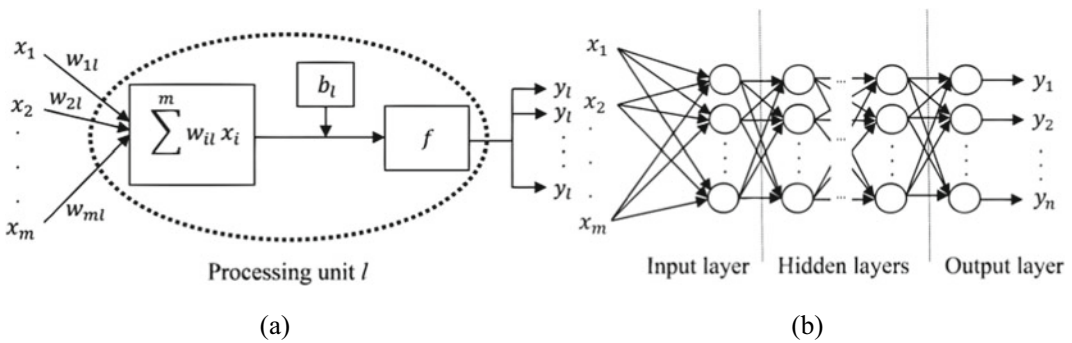 x₁
w₁ₗ
x₂
w₂ₗ
.
.
.
xₘ
wₘₗ
m
∑ wᵢₗ xᵢ
bₗ
f
yₗ
yₗ
.
.
.
yₗ
Processing unit l
(a)
x₁
x₂
.
.
.
xₘ
...
...
...
y₁
y₂
.
.
.
yₙ
Input layer
Hidden layers
Output layer
(b)